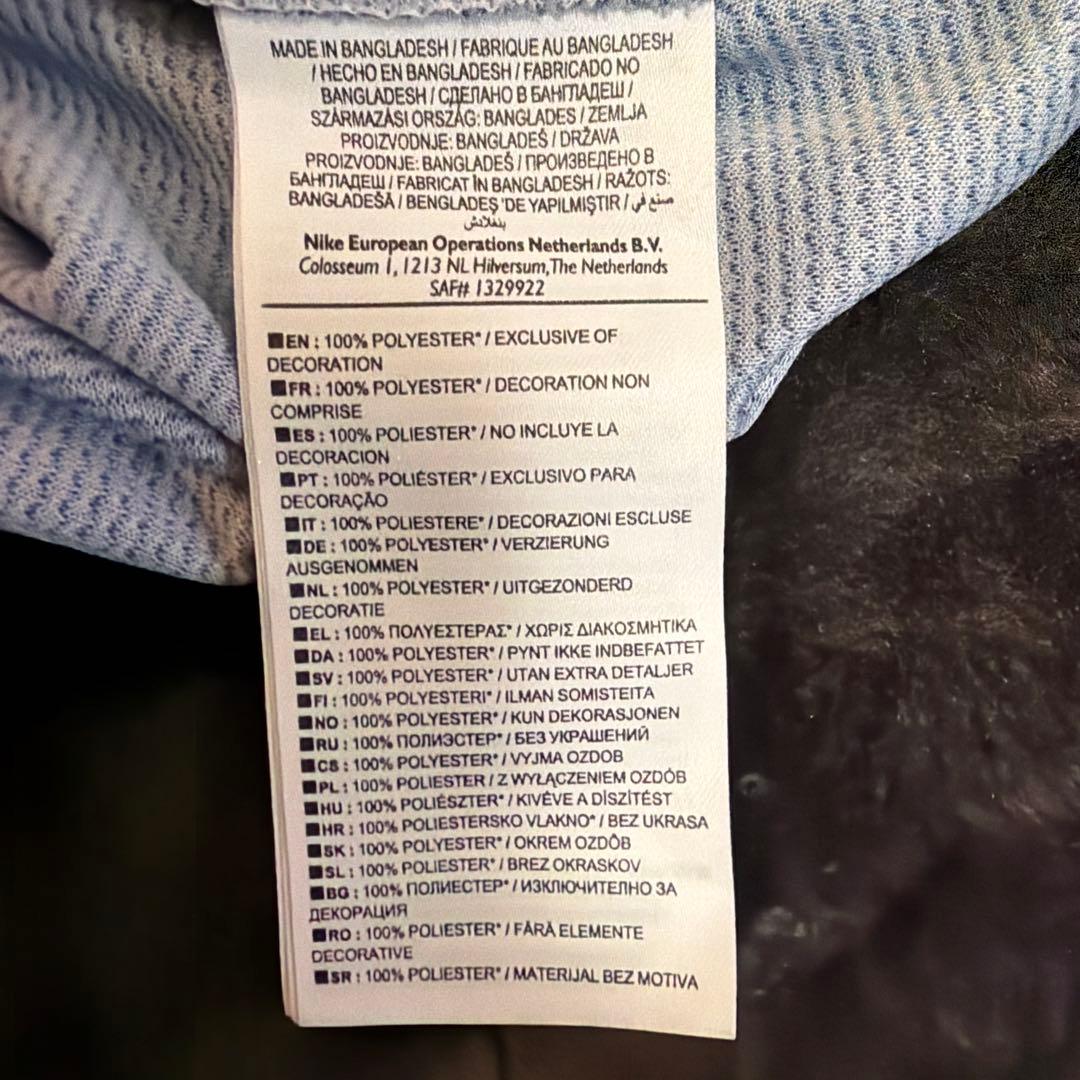 MADE IN BANGLADESH / FABRIQUE AU BANGLADESH
/ HECHO EN BANGLADESH / FABRICADO NO
BANGLADESH / СДЕЛАНО В БАНГЛАДЕШ /
SZÁRMAZÁSI ORSZÁG: BANGLADES / ZEMLJA
PROIZVODNJE: BANGLADEŠ / DRŽAVA
PROIZVODNJE: BANGLADEŠ / ПРОИЗВЕДЕНО В
БАНГЛАДЕШ / FABRICAT ÎN BANGLADESH / RAŽOTS:
BANGLADEŠĀ / BENGLADEŞ 'DE YAPILMIŞTIR / صنع في
بنغلادش
Nike European Operations Netherlands B.V.
Colosseum 1, 1213 NL Hilversum, The Netherlands
SAF# 1329922
EN : 100% POLYESTER* / EXCLUSIVE OF
DECORATION
FR : 100% POLYESTER* / DECORATION NON
COMPRISE
ES : 100% POLIESTER* / NO INCLUYE LA
DECORACION
PT : 100% POLIÉSTER* / EXCLUSIVO PARA
DECORAÇÃO
IT : 100% POLIESTERE* / DECORAZIONI ESCLUSE
DE : 100% POLYESTER* / VERZIERUNG
AUSGENOMMEN
NL : 100% POLYESTER* / UITGEZONDERD
DECORATIE
EL : 100% ΠΟΛΥΕΣΤΕΡΑΣ* / ΧΩΡΙΣ ΔΙΑΚΟΣΜΗΤΙΚΑ
DA : 100% POLYESTER* / PYNT IKKE INDBEFATTET
SV : 100% POLYESTER* / UTAN EXTRA DETALJER
FI : 100% POLYESTERI* / ILMAN SOMISTEITA
NO : 100% POLYESTER* / KUN DEKORASJONEN
RU : 100% ПОЛИЭСТЕР* / БЕЗ УКРАШЕНИЙ
CS : 100% POLYESTER* / VYJMA OZDOB
PL : 100% POLIESTER / Z WYŁĄCZENIEM OZDÓB
HU : 100% POLIÉSZTER* / KIVÉVE A DÍSZÍTÉST
HR : 100% POLIESTERSKO VLAKNO* / BEZ UKRASA
SK : 100% POLYESTER* / OKREM OZDÔB
SL : 100% POLIESTER* / BREZ OKRASKOV
BG : 100% ПОЛИЕСТЕР* / ИЗКЛЮЧИТЕЛНО ЗА
ДЕКОРАЦИЯ
RO : 100% POLIESTER* / FĂRĂ ELEMENTE
DECORATIVE
SR : 100% POLIESTER* / MATERIJAL BEZ MOTIVA